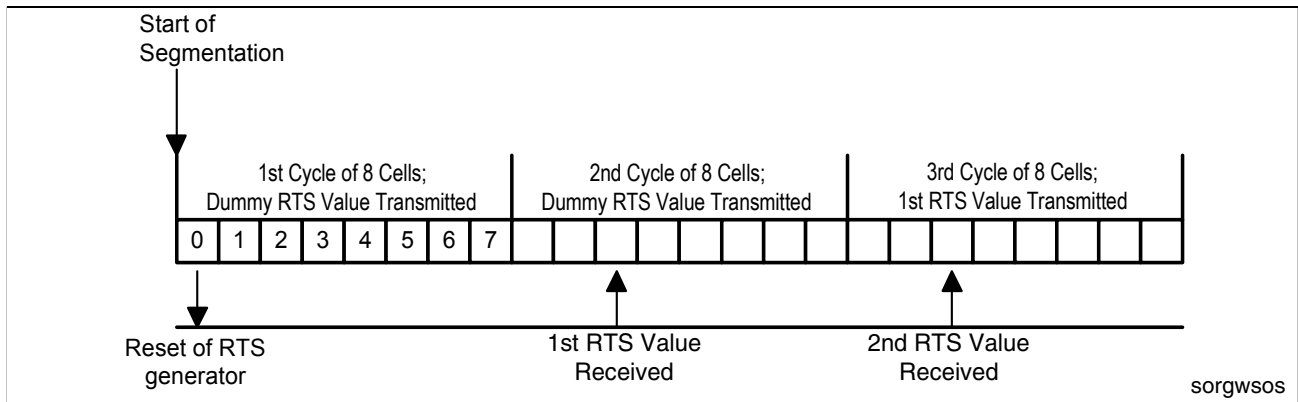 Start of
Segmentation
1st Cycle of 8 Cells;
Dummy RTS Value Transmitted
2nd Cycle of 8 Cells;
Dummy RTS Value Transmitted
3rd Cycle of 8 Cells;
1st RTS Value Transmitted
0 1 2 3 4 5 6 7
Reset of RTS
generator
1st RTS Value
Received
2nd RTS Value
Received
sorgwsos